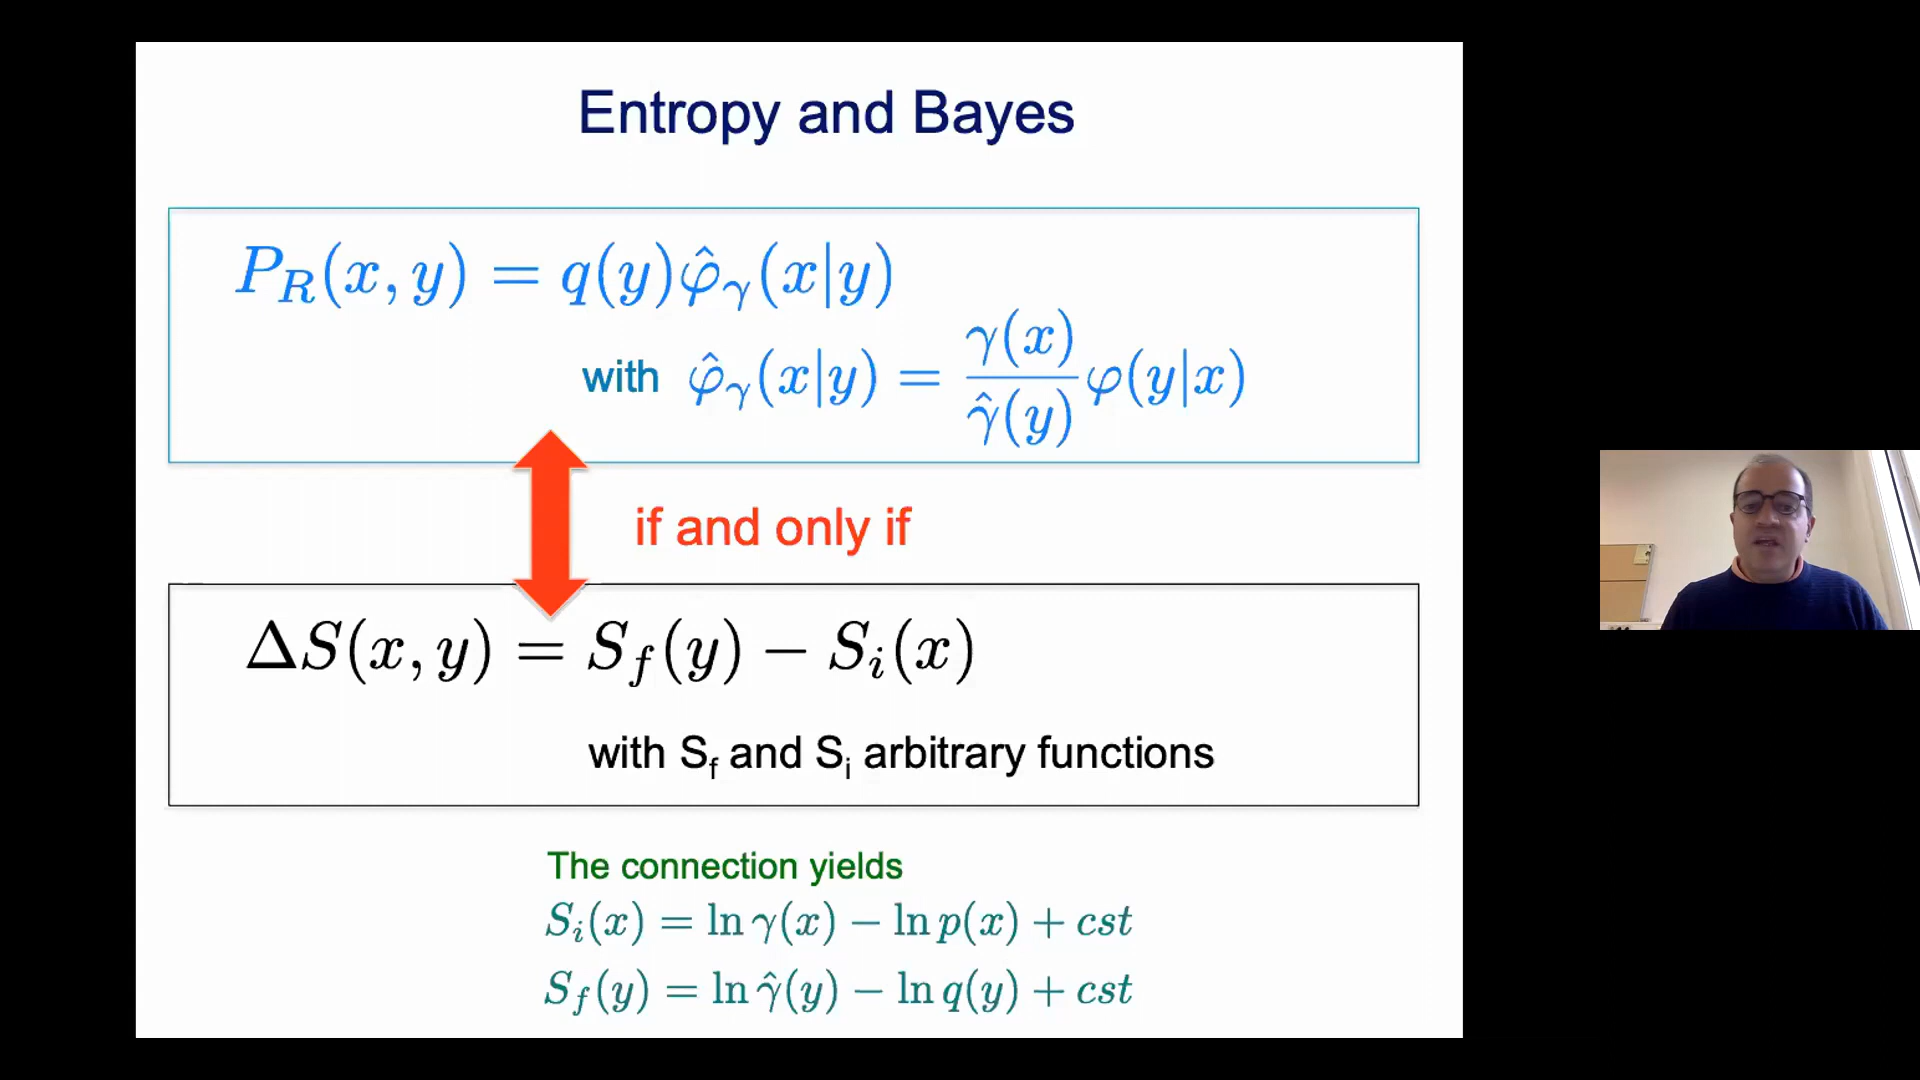 Entropy and Bayes
P_R(x, y) = q(y)φ̂_γ(x|y)
with φ̂_γ(x|y) = γ(x)/γ̂(y) φ(y|x)
if and only if
ΔS(x, y) = S_f(y) − S_i(x)
with S_f and S_i arbitrary functions
The connection yields
S_i(x) = ln γ(x) − ln p(x) + cst
S_f(y) = ln γ̂(y) − ln q(y) + cst